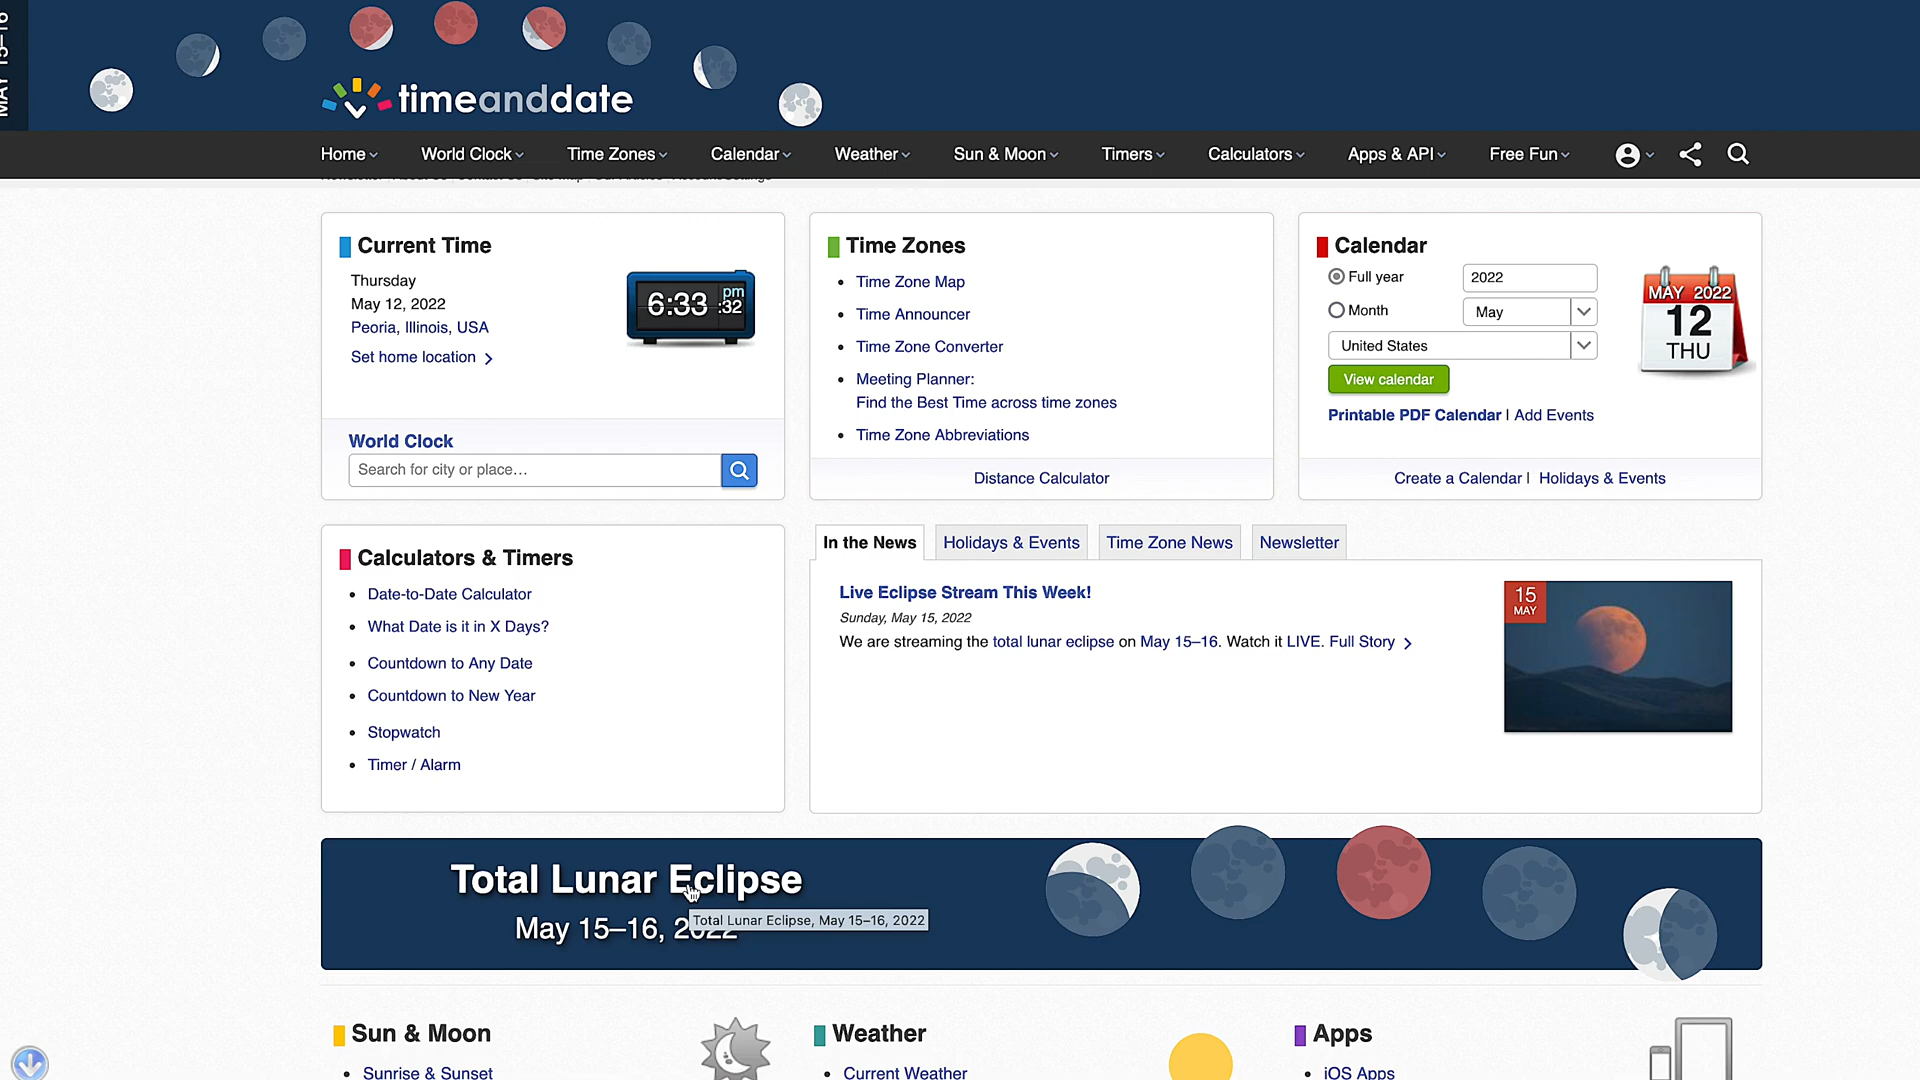 MAY 15–16
timeanddate
Home
World Clock
Time Zones
Calendar
Weather
Sun & Moon
Timers
Calculators
Apps & API
Free Fun
Current Time
Thursday
May 12, 2022
Peoria, Illinois, USA
Set home location
6:33 pm :32
World Clock
Search for city or place...
Time Zones
Time Zone Map
Time Announcer
Time Zone Converter
Meeting Planner:
Find the Best Time across time zones
Time Zone Abbreviations
Distance Calculator
Calendar
Full year
2022
Month
May
United States
View calendar
Printable PDF Calendar | Add Events
MAY 2022
12
THU
Create a Calendar | Holidays & Events
Calculators & Timers
Date-to-Date Calculator
What Date is it in X Days?
Countdown to Any Date
Countdown to New Year
Stopwatch
Timer / Alarm
In the News
Holidays & Events
Time Zone News
Newsletter
Live Eclipse Stream This Week!
Sunday, May 15, 2022
We are streaming the total lunar eclipse on May 15–16. Watch it LIVE. Full Story
15
MAY
Total Lunar Eclipse
May 15–16, 2022
Total Lunar Eclipse, May 15–16, 2022
Sun & Moon
Sunrise & Sunset
Weather
Current Weather
Apps
iOS Apps